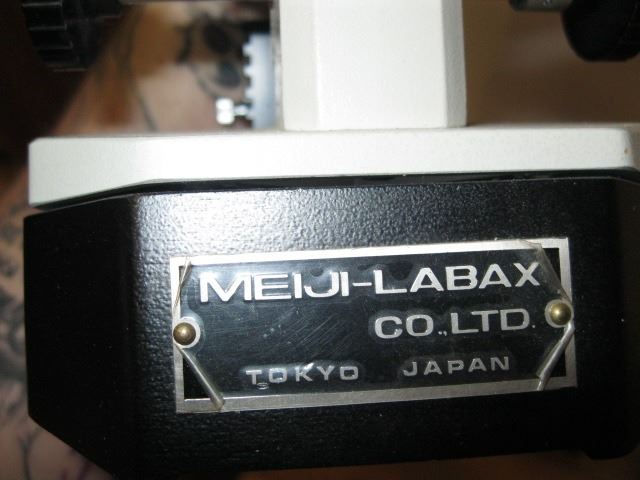 MEIJI-LABAX
CO., LTD.
TOKYO JAPAN